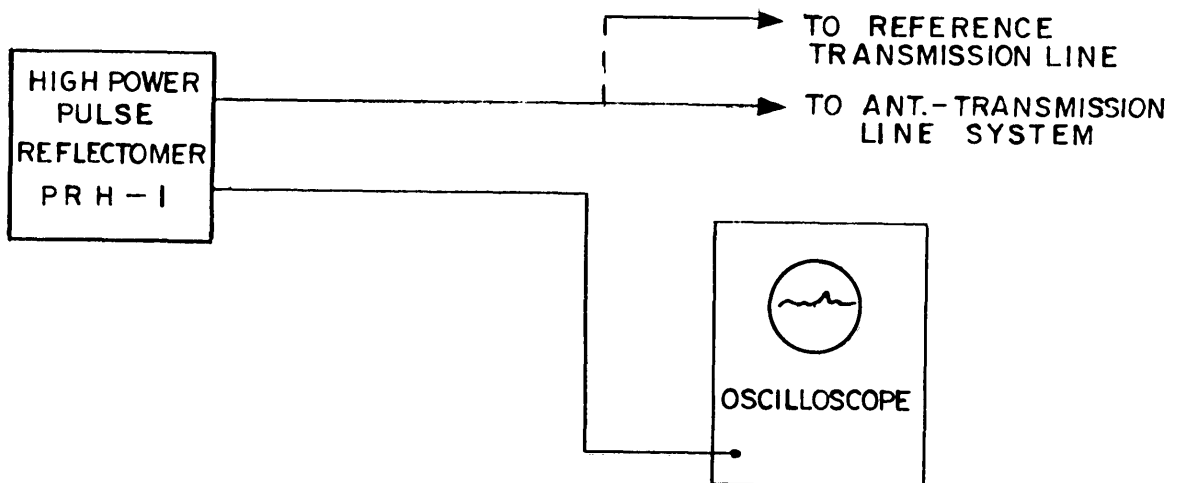 HIGH POWER
PULSE
REFLECTOMER
PRH-1
TO REFERENCE
TRANSMISSION LINE
TO ANT.-TRANSMISSION
LINE SYSTEM
OSCILLOSCOPE